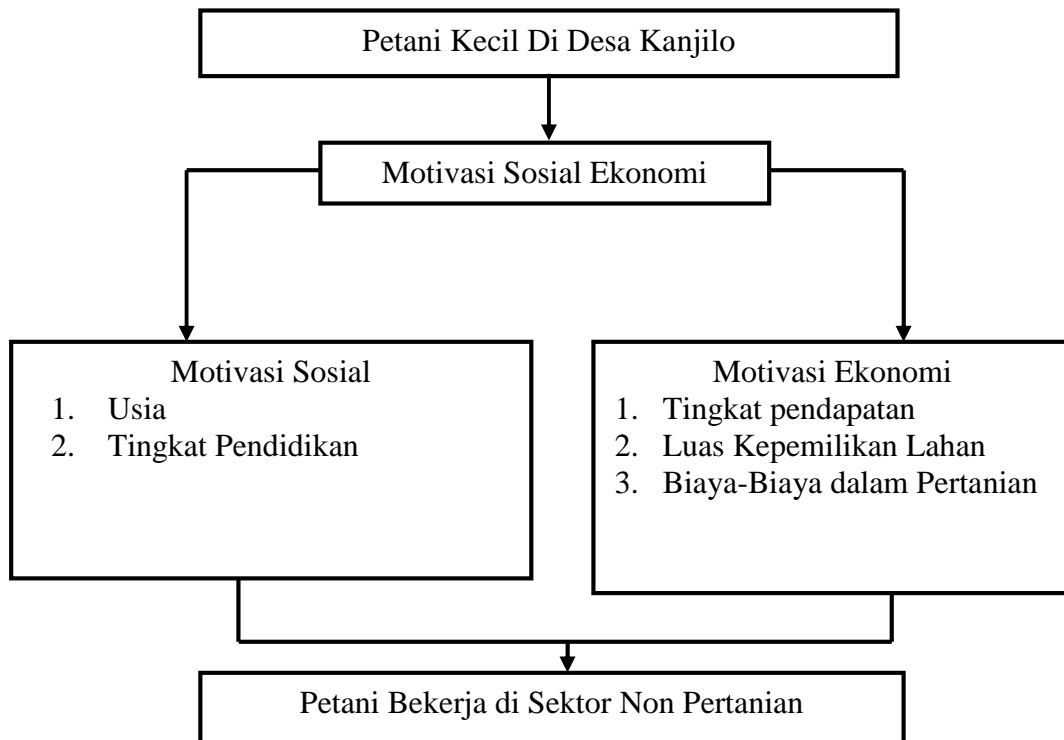 Petani Kecil Di Desa Kanjilo
Motivasi Sosial Ekonomi
Motivasi Sosial
1. Usia
2. Tingkat Pendidikan
Motivasi Ekonomi
1. Tingkat pendapatan
2. Luas Kepemilikan Lahan
3. Biaya-Biaya dalam Pertanian
Petani Bekerja di Sektor Non Pertanian